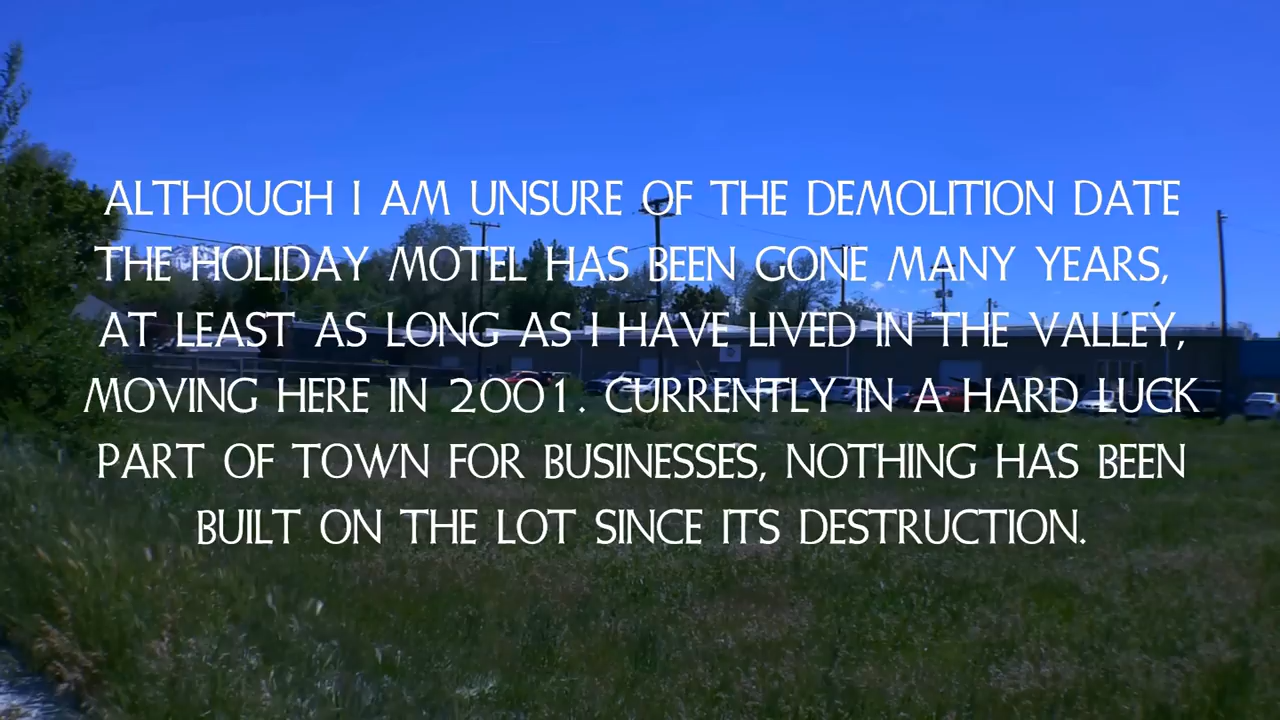 ALTHOUGH I AM UNSURE OF THE DEMOLITION DATE
THE HOLIDAY MOTEL HAS BEEN GONE MANY YEARS,
AT LEAST AS LONG AS I HAVE LIVED IN THE VALLEY,
MOVING HERE IN 2001. CURRENTLY IN A HARD LUCK
PART OF TOWN FOR BUSINESSES, NOTHING HAS BEEN
BUILT ON THE LOT SINCE ITS DESTRUCTION.